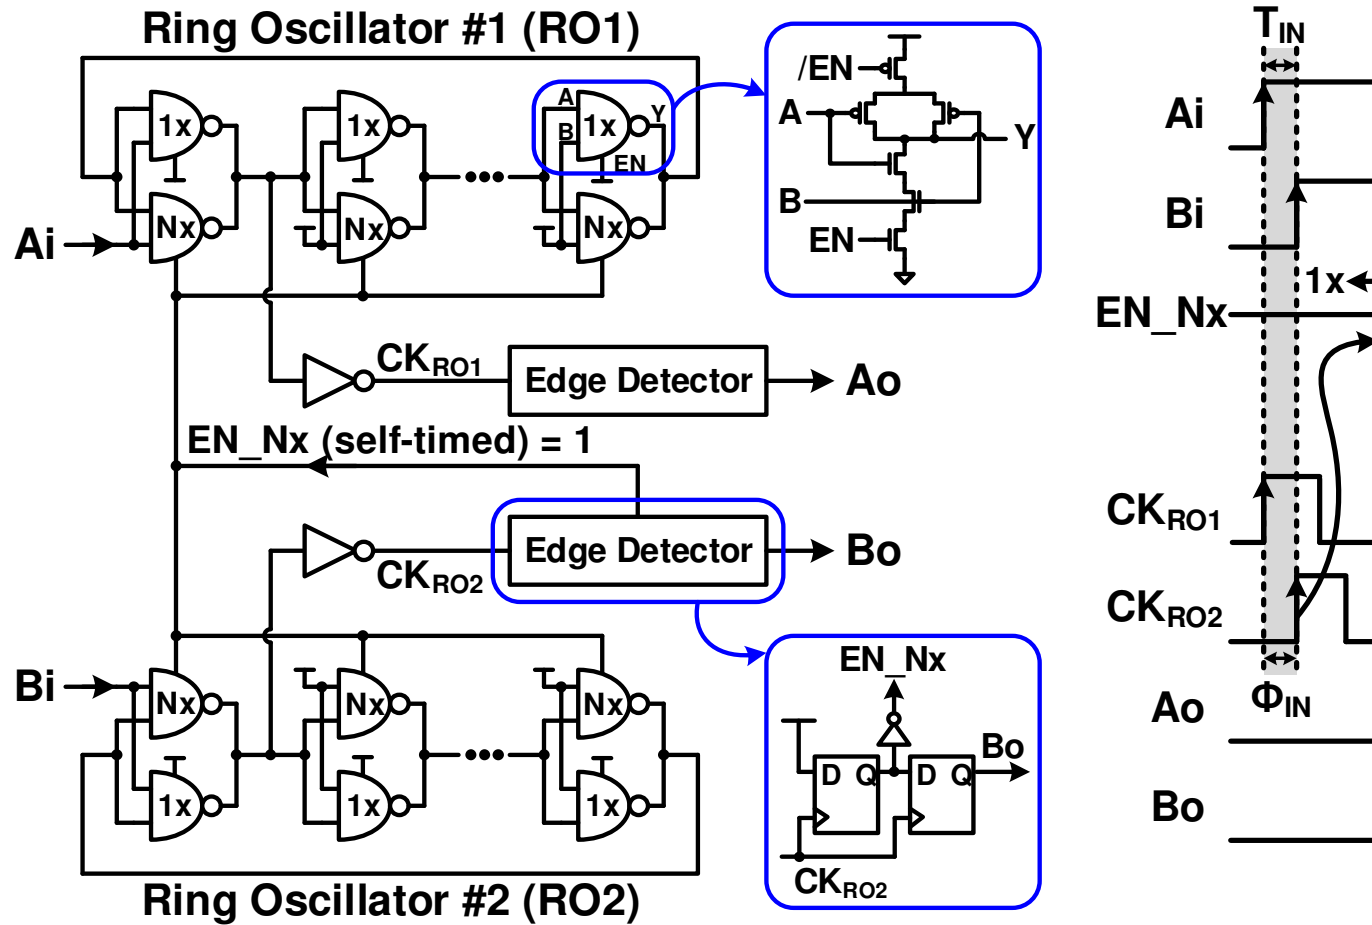 Ring Oscillator #1 (RO1)
1x
1x
A
B
1x
Y
EN
Nx
Nx
Nx
Ai
/EN
A
Y
B
EN
CKRO1
Edge Detector
Ao
EN_Nx (self-timed) = 1
Edge Detector
Bo
CKRO2
Bi
Nx
Nx
Nx
1x
1x
1x
Ring Oscillator #2 (RO2)
EN_Nx
D Q
D Q
Bo
CKRO2
TIN
Ai
Bi
1x
EN_Nx
CKRO1
CKRO2
ΦIN
Ao
Bo